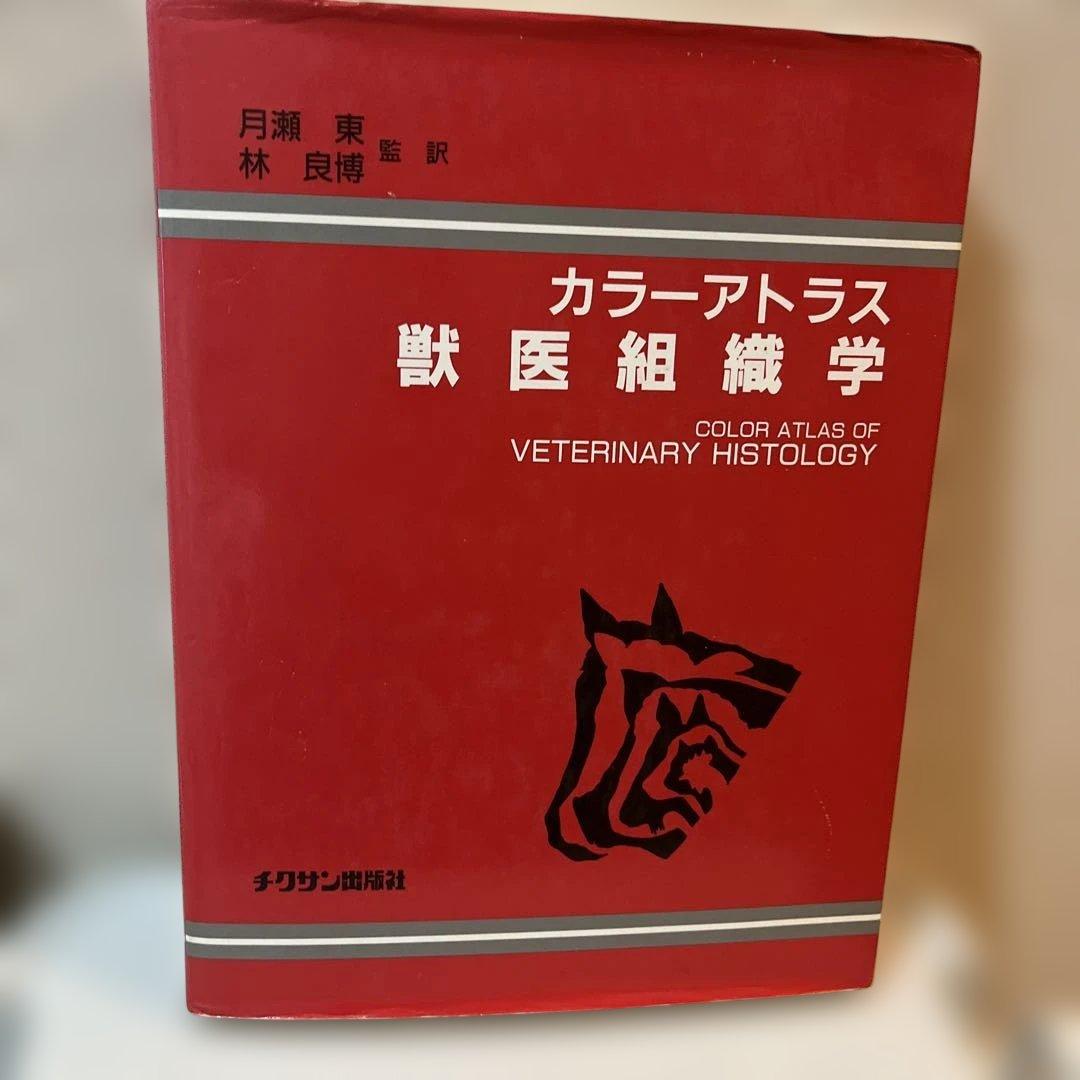 月瀬 東
林 良博 監訳
カラーアトラス
獣医組織学
COLOR ATLAS OF
VETERINARY HISTOLOGY
チクサン出版社